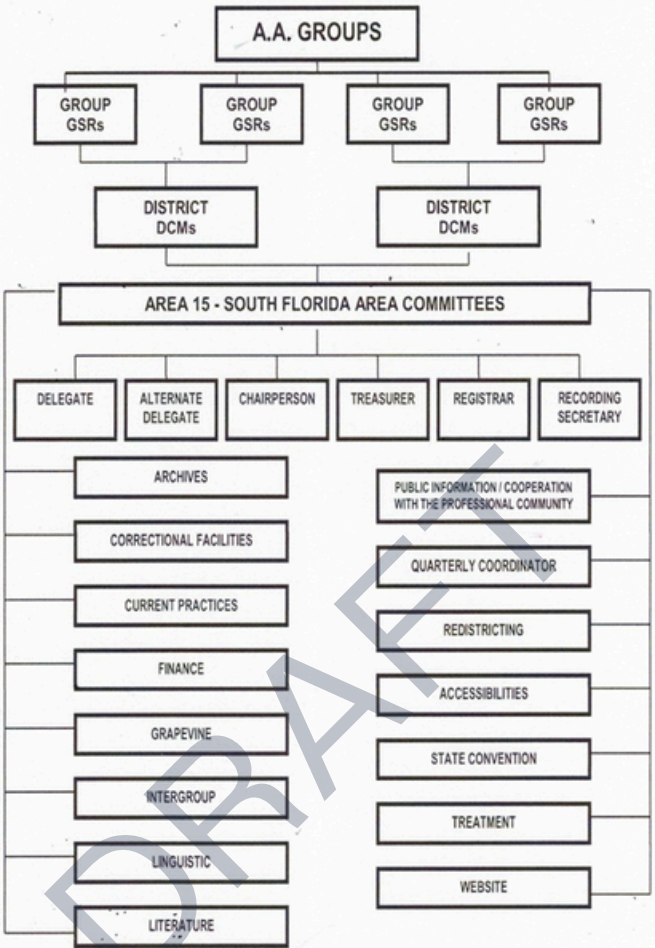 A.A. GROUPS
GROUP
GSRs
GROUP
GSRs
GROUP
GSRs
GROUP
GSRs
DISTRICT
DCMs
DISTRICT
DCMs
AREA 15 - SOUTH FLORIDA AREA COMMITTEES
DELEGATE
ALTERNATE
DELEGATE
CHAIRPERSON
TREASURER
REGISTRAR
RECORDING
SECRETARY
ARCHIVES
CORRECTIONAL FACILITIES
CURRENT PRACTICES
FINANCE
GRAPEVINE
INTERGROUP
LINGUISTIC
LITERATURE
PUBLIC INFORMATION / COOPERATION
WITH THE PROFESSIONAL COMMUNITY
QUARTERLY COORDINATOR
REDISTRICTING
ACCESSIBILITIES
STATE CONVENTION
TREATMENT
WEBSITE
DRAFT